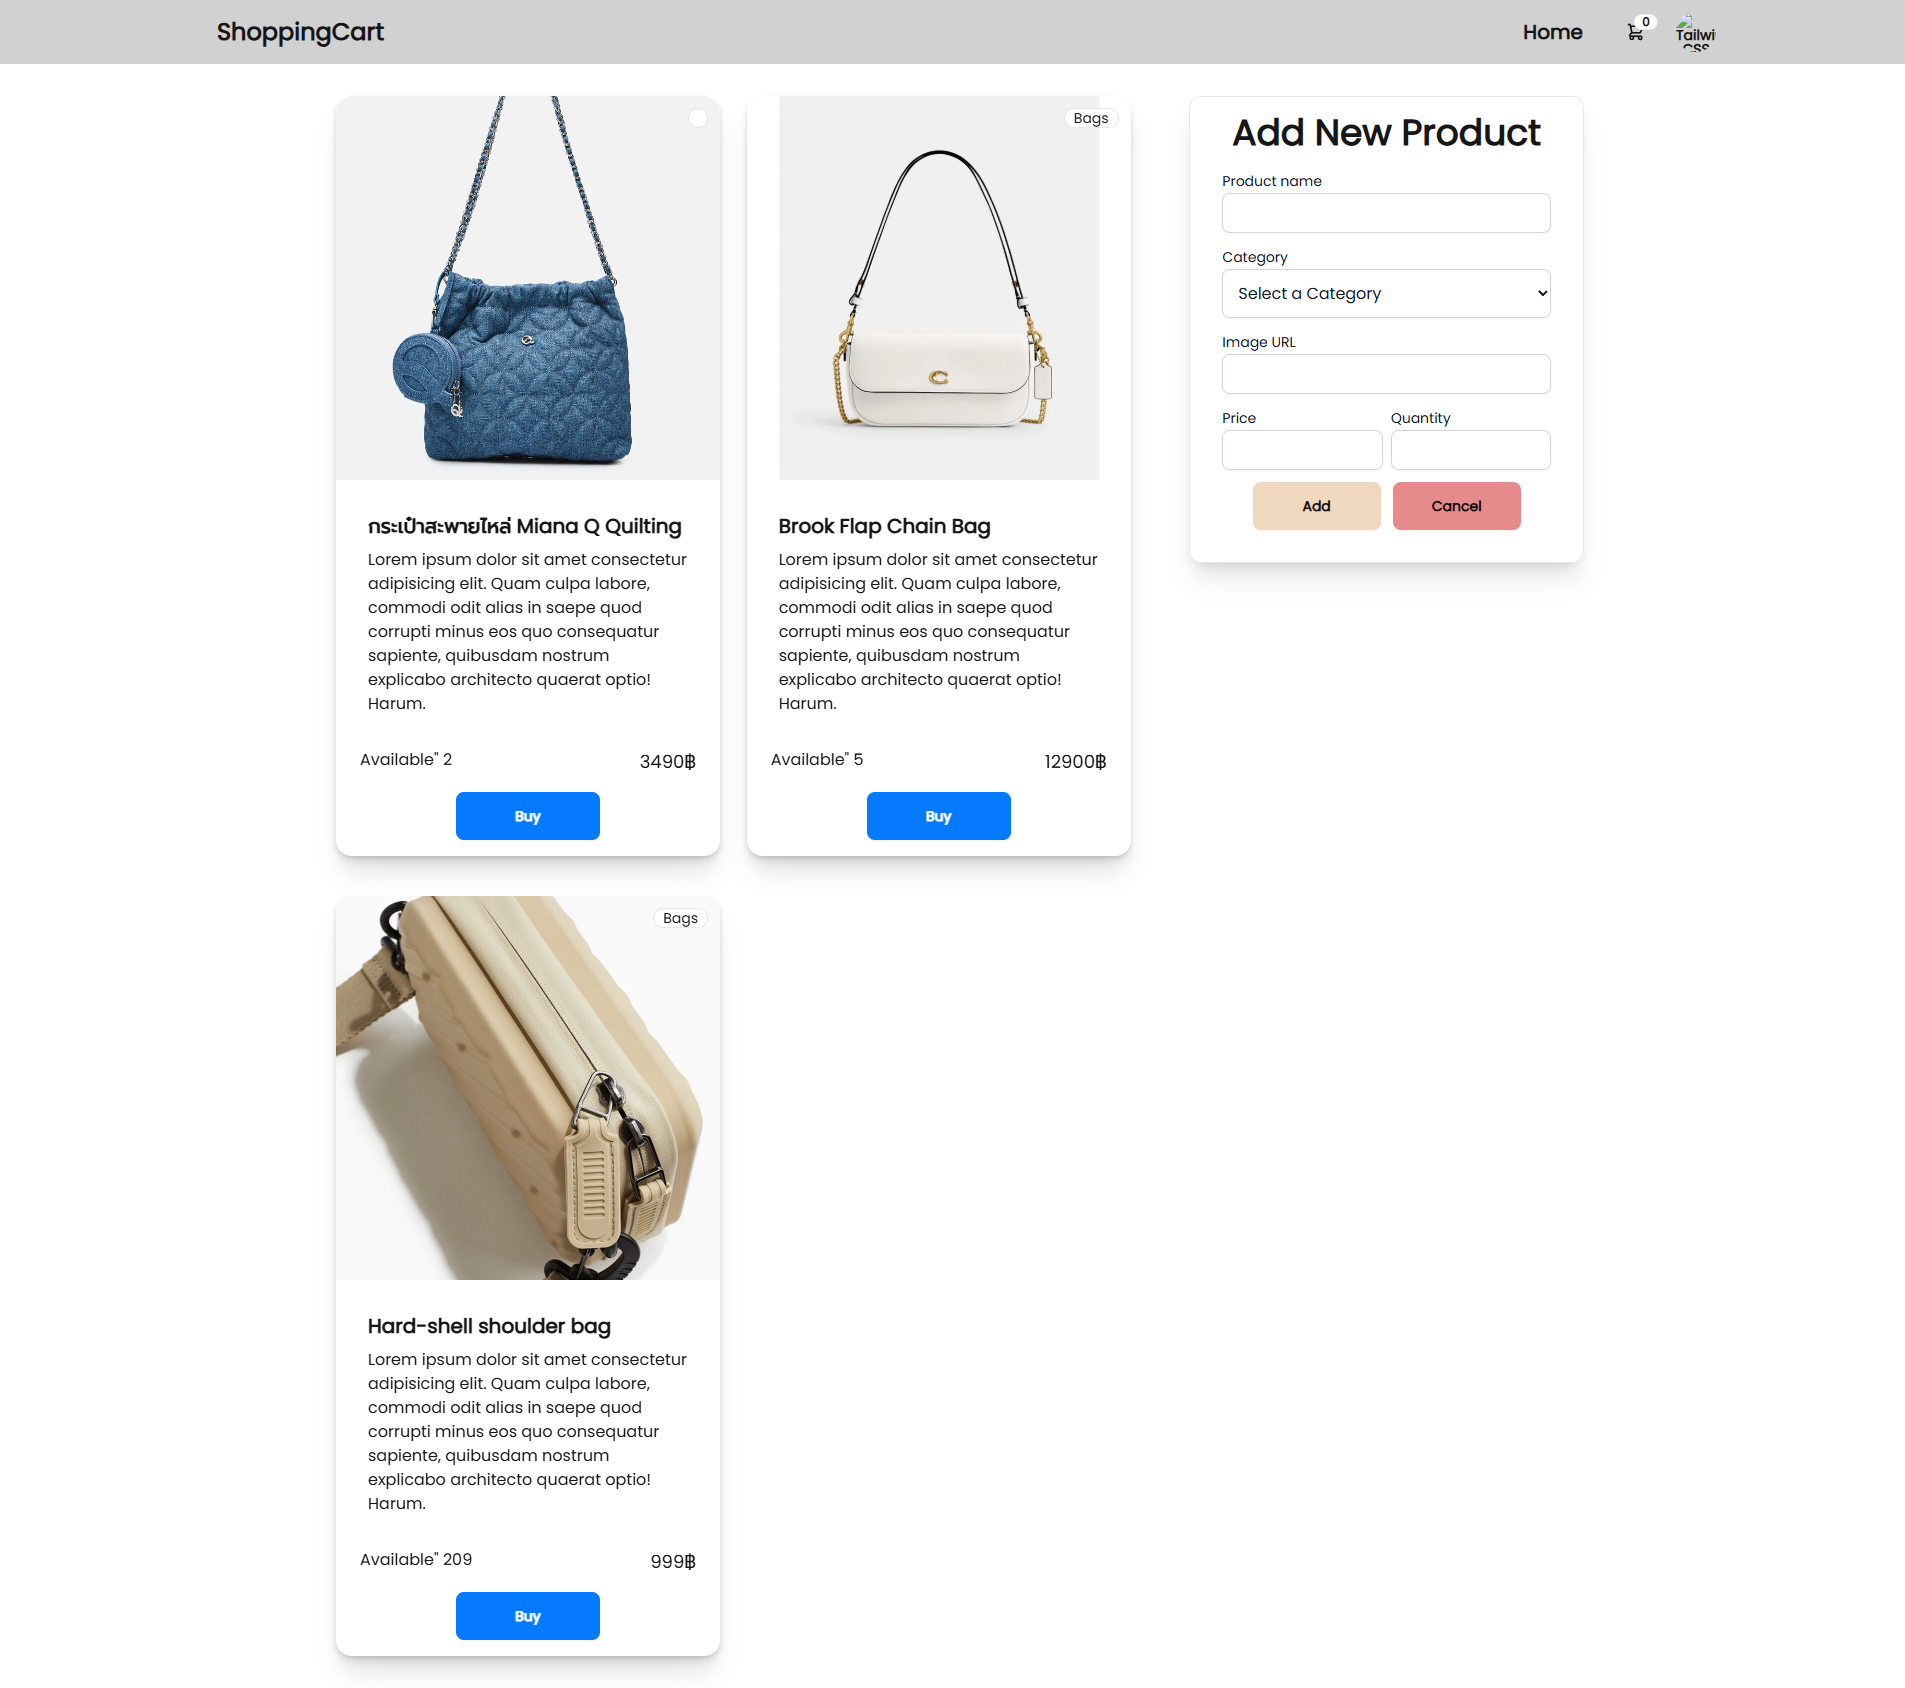 ShoppingCart
Home
0
Tailwi
CSS
กระเป๋าสะพายไหล่ Miana Q Quilting
Lorem ipsum dolor sit amet consectetur
adipisicing elit. Quam culpa labore,
commodi odit alias in saepe quod
corrupti minus eos quo consequatur
sapiente, quibusdam nostrum
explicabo architecto quaerat optio!
Harum.
Available" 2
3490฿
Buy
Bags
Brook Flap Chain Bag
Lorem ipsum dolor sit amet consectetur
adipisicing elit. Quam culpa labore,
commodi odit alias in saepe quod
corrupti minus eos quo consequatur
sapiente, quibusdam nostrum
explicabo architecto quaerat optio!
Harum.
Available" 5
12900฿
Buy
Bags
Hard-shell shoulder bag
Lorem ipsum dolor sit amet consectetur
adipisicing elit. Quam culpa labore,
commodi odit alias in saepe quod
corrupti minus eos quo consequatur
sapiente, quibusdam nostrum
explicabo architecto quaerat optio!
Harum.
Available" 209
999฿
Buy
Add New Product
Product name
Category
Select a Category
Image URL
Price
Quantity
Add
Cancel